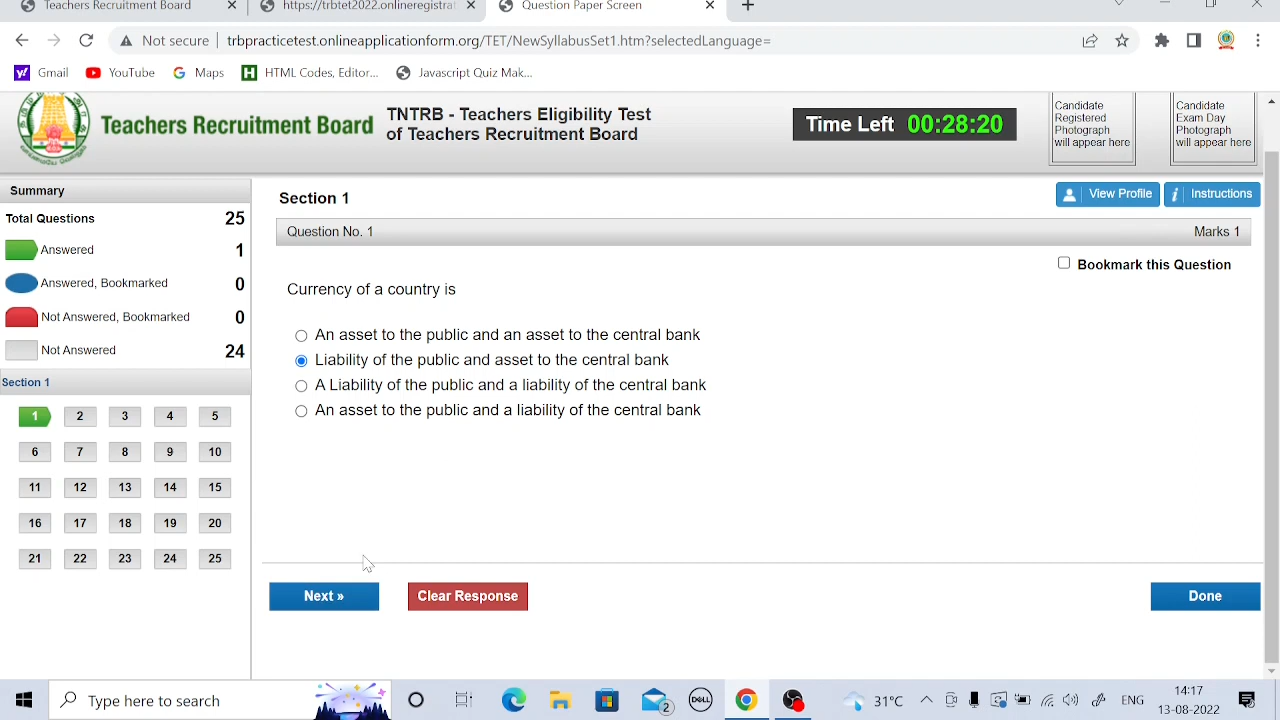 Teachers Recruitment Board
https://trbtet2022.onlineregistrat
Question Paper Screen
Not secure
trbpracticetest.onlineapplicationform.org/TET/NewSyllabusSet1.htm?selectedLanguage=
Gmail
YouTube
Maps
HTML Codes, Editor...
Javascript Quiz Mak...
Teachers Recruitment Board
TNTRB - Teachers Eligibility Test
of Teachers Recruitment Board
Time Left 00:28:20
Candidate
Registered
Photograph
will appear here
Candidate
Exam Day
Photograph
will appear here
Summary
Total Questions 25
Answered 1
Answered, Bookmarked 0
Not Answered, Bookmarked 0
Not Answered 24
Section 1
1 2 3 4 5
6 7 8 9 10
11 12 13 14 15
16 17 18 19 20
21 22 23 24 25
Section 1
View Profile
Instructions
Question No. 1
Marks 1
Bookmark this Question
Currency of a country is
An asset to the public and an asset to the central bank
Liability of the public and asset to the central bank
A Liability of the public and a liability of the central bank
An asset to the public and a liability of the central bank
Next »
Clear Response
Done
Type here to search
2
DELL
31°C
ENG
14:17
13-08-2022